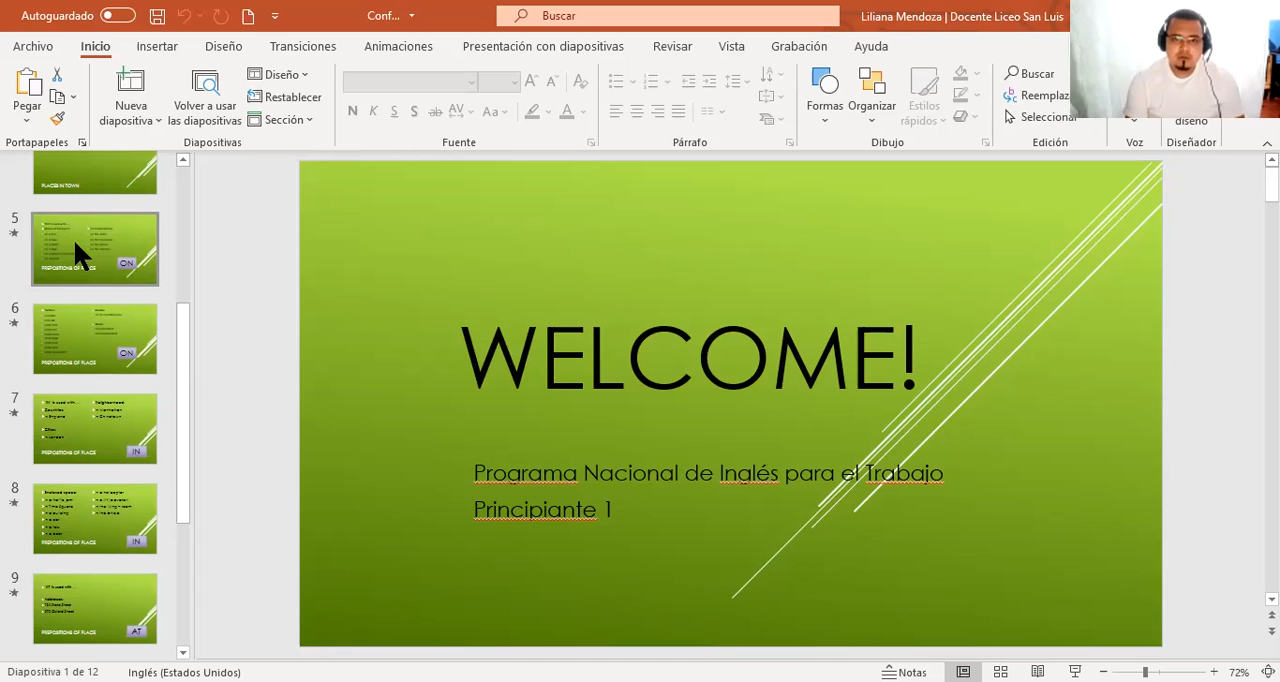 Autoguardado
Conf...
Buscar
Liliana Mendoza | Docente Liceo San Luis
Archivo Inicio Insertar Diseño Transiciones Animaciones Presentación con diapositivas Revisar Vista Grabación Ayuda
Pegar
Nueva diapositiva
Volver a usar las diapositivas
Diseño
Restablecer
Sección
N K S S ab AV Aa A
Formas
Organizar
Estilos rápidos
Buscar
Reemplaza
Seleccionar
diseño
Portapapeles Diapositivas Fuente Párrafo Dibujo Edición Voz Diseñador
PLACES IN TOWN
5
PREPOSITIONS OF PLACE
ON
6
PREPOSITIONS OF PLACE
ON
7
PREPOSITIONS OF PLACE
IN
8
PREPOSITIONS OF PLACE
IN
9
PREPOSITIONS OF PLACE
AT
WELCOME!
Programa Nacional de Inglés para el Trabajo
Principiante 1
Diapositiva 1 de 12 Inglés (Estados Unidos) Notas 72%